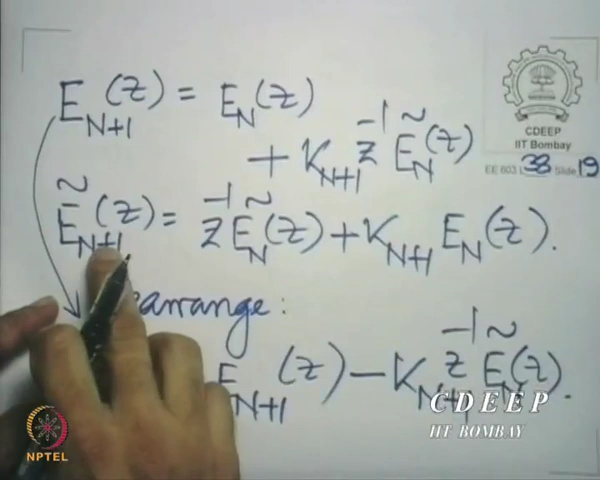 E_{N+1}(z) = E_N(z)
+ K_{N+1} z^{-1} Ẽ_N(z)
Ẽ_{N+1}(z) = z^{-1} Ẽ_N(z) + K_{N+1} E_N(z).
arrange:
E_{N+1}(z) - K_{N+1} z^{-1} Ẽ_N(z).
CDEEP
IIT Bombay
EE 603 L 38 Slide 19
CDEEP
IIT BOMBAY
NPTEL